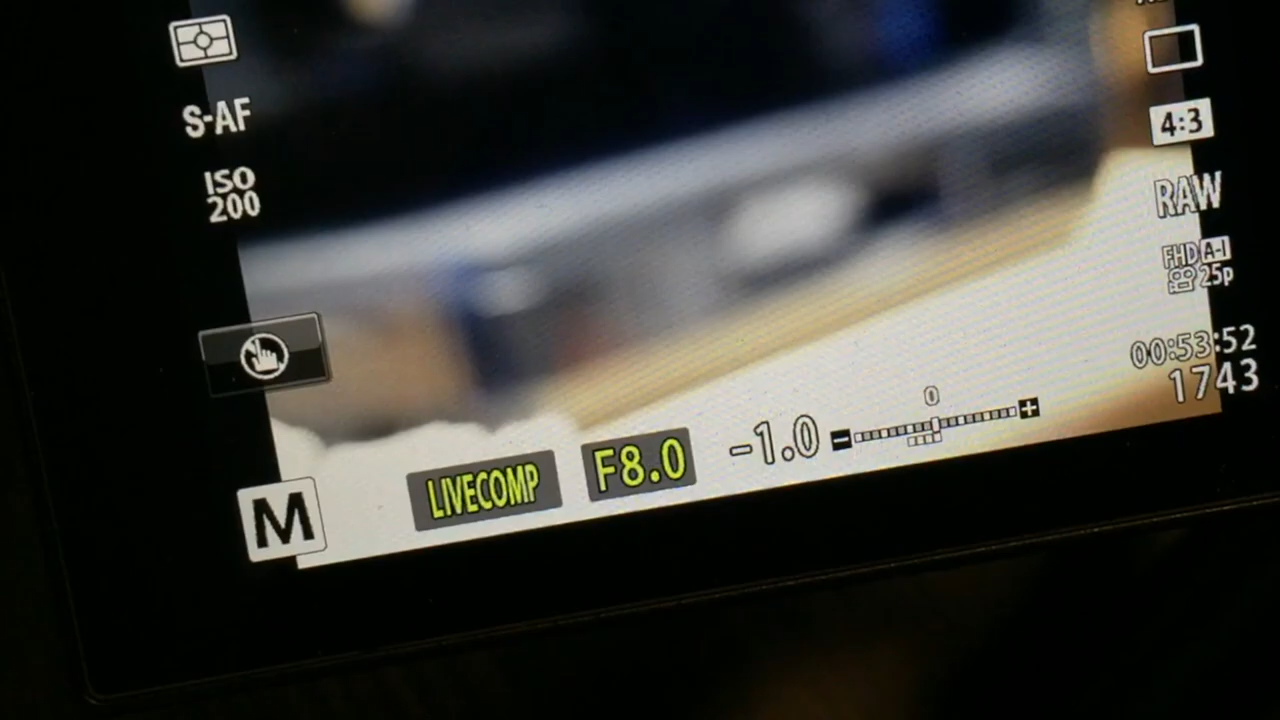 S-AF
ISO
200
4:3
RAW
FHD A-I
25p
00:53:52
1743
M
LIVECOMP
F8.0
-1.0
0
- +